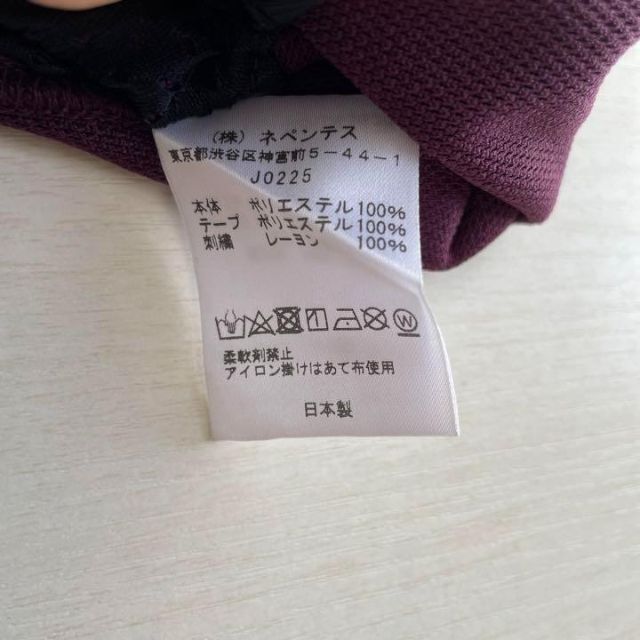 (株) ネペンテス
東京都渋谷区神宮前5-44-1
J0225
本体 ポリエステル100%
テープ ポリエステル100%
刺繍 レーヨン 100%
W
柔軟剤禁止
アイロン掛けはあて布使用
日本製